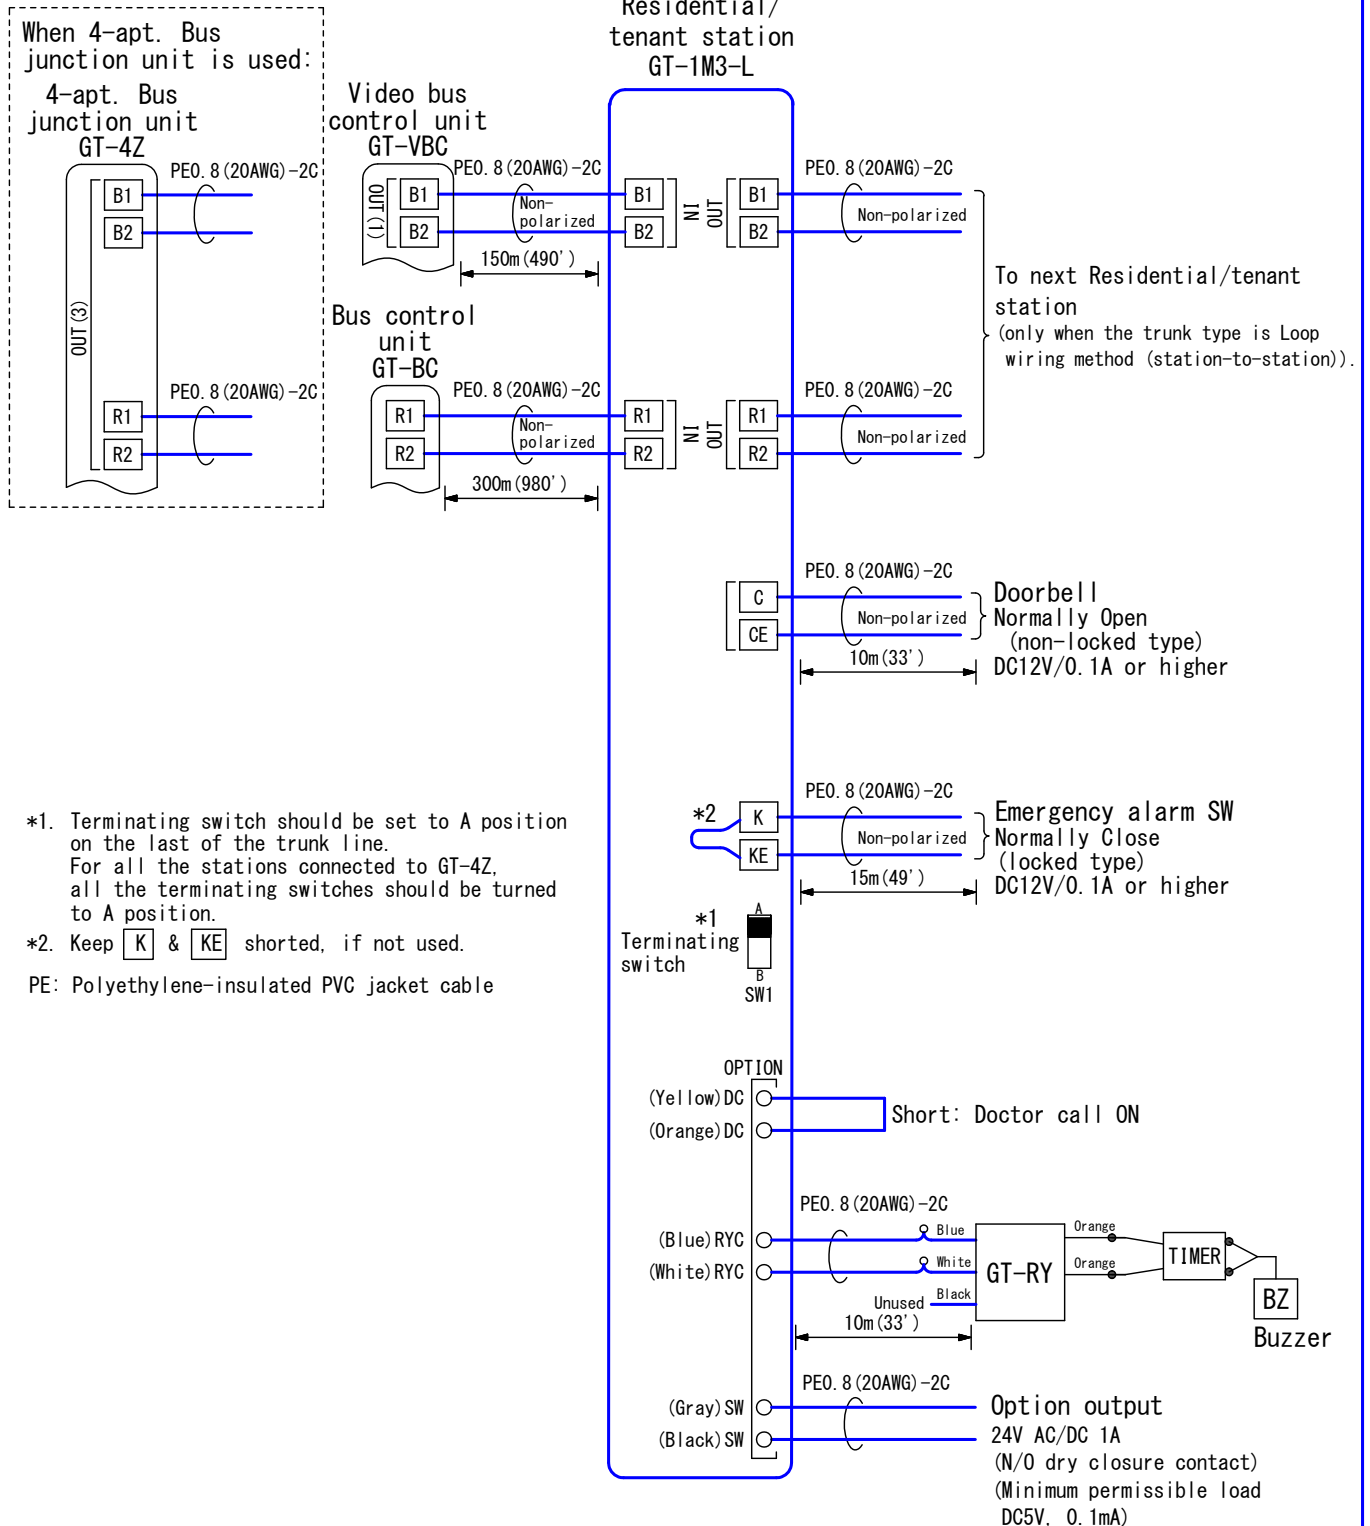 When 4-apt. Bus
junction unit is used:
4-apt. Bus
junction unit
GT-4Z
PE0.8(20AWG)-2C
B1
B2
OUT(3)
PE0.8(20AWG)-2C
R1
R2
Video bus
control unit
GT-VBC
PE0.8(20AWG)-2C
OUT(1)
B1
B2
Non-
polarized
150m(490')
Bus control
unit
GT-BC
PE0.8(20AWG)-2C
R1
R2
Non-
polarized
300m(980')
Residential/
tenant station
GT-1M3-L
B1
B2
IN
OUT
B1
B2
PE0.8(20AWG)-2C
Non-polarized
R1
R2
IN
OUT
R1
R2
PE0.8(20AWG)-2C
Non-polarized
To next Residential/tenant
station
(only when the trunk type is Loop
wiring method (station-to-station)).
C
CE
PE0.8(20AWG)-2C
Non-polarized
10m(33')
Doorbell
Normally Open
(non-locked type)
DC12V/0.1A or higher
*2
K
KE
PE0.8(20AWG)-2C
Non-polarized
15m(49')
Emergency alarm SW
Normally Close
(locked type)
DC12V/0.1A or higher
*1
Terminating
switch
A
B
SW1
*1. Terminating switch should be set to A position
on the last of the trunk line.
For all the stations connected to GT-4Z,
all the terminating switches should be turned
to A position.
*2. Keep K & KE shorted, if not used.
PE: Polyethylene-insulated PVC jacket cable
OPTION
(Yellow)DC
(Orange)DC
Short: Doctor call ON
(Blue)RYC
(White)RYC
PE0.8(20AWG)-2C
Blue
White
Unused
Black
10m(33')
GT-RY
Orange
Orange
TIMER
BZ
Buzzer
(Gray)SW
(Black)SW
PE0.8(20AWG)-2C
Option output
24V AC/DC 1A
(N/O dry closure contact)
(Minimum permissible load
DC5V, 0.1mA)